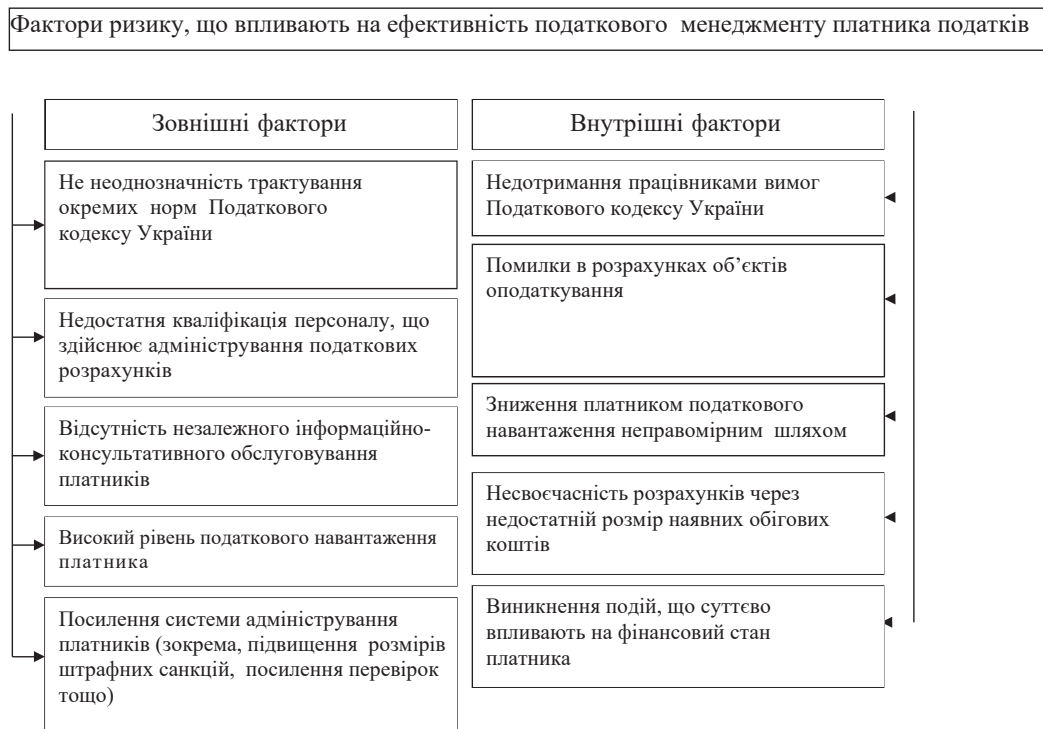 Фактори ризику, що впливають на ефективність податкового менеджменту платника податків
Зовнішні фактори
Не неоднозначність трактування
окремих норм Податкового
кодексу України
Недостатня кваліфікація персоналу, що
здійснює адміністрування податкових
розрахунків
Відсутність незалежного інформаційно-
консультативного обслуговування
платників
Високий рівень податкового навантаження
платника
Посилення системи адміністрування
платників (зокрема, підвищення розмірів
штрафних санкцій, посилення перевірок
тощо)
Внутрішні фактори
Недотримання працівниками вимог
Податкового кодексу України
Помилки в розрахунках об’єктів
оподаткування
Зниження платником податкового
навантаження неправомірним шляхом
Несвоєчасність розрахунків через
недостатній розмір наявних обігових
коштів
Виникнення подій, що суттєво
впливають на фінансовий стан
платника